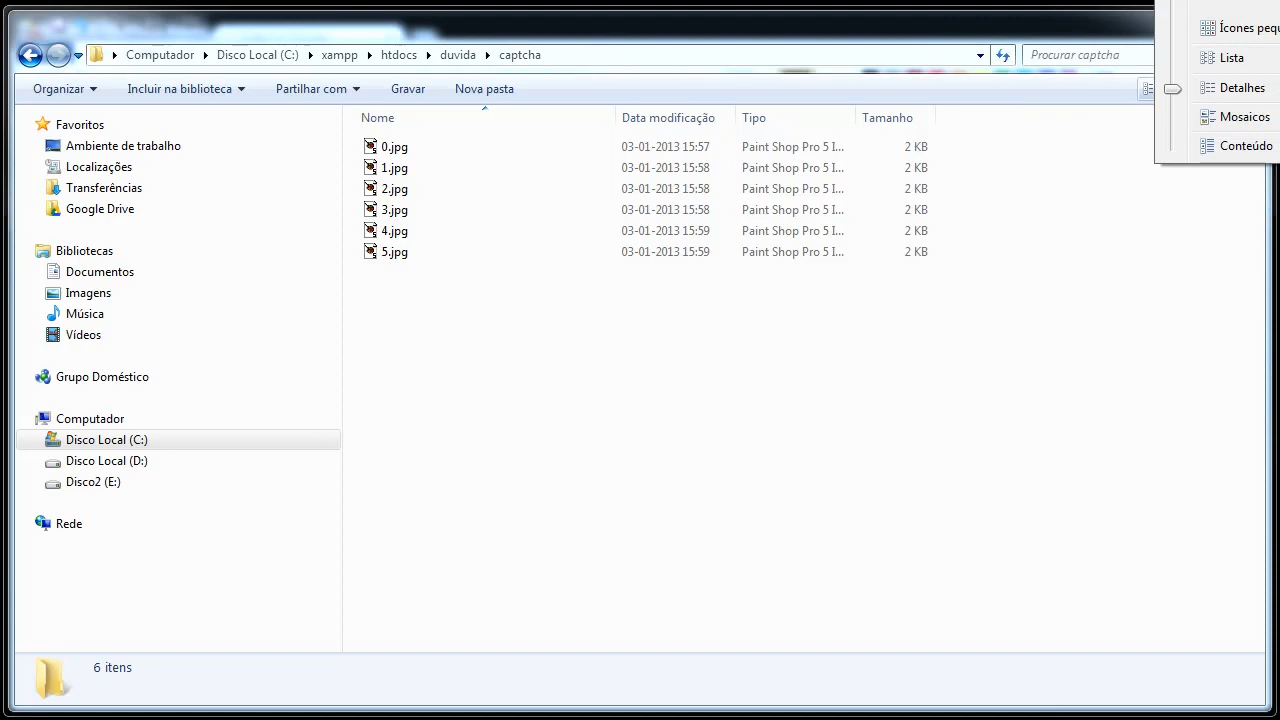 Ícones pequ
Computador Disco Local (C:) xampp htdocs duvida captcha Procurar captcha
Lista
Organizar Incluir na biblioteca Partilhar com Gravar Nova pasta
Detalhes
Mosaicos
Conteúdo
Favoritos
Ambiente de trabalho
Localizações
Transferências
Google Drive
Bibliotecas
Documentos
Imagens
Música
Vídeos
Grupo Doméstico
Computador
Disco Local (C:)
Disco Local (D:)
Disco2 (E:)
Rede
Nome Data modificação Tipo Tamanho
0.jpg 03-01-2013 15:57 Paint Shop Pro 5 I... 2 KB
1.jpg 03-01-2013 15:58 Paint Shop Pro 5 I... 2 KB
2.jpg 03-01-2013 15:58 Paint Shop Pro 5 I... 2 KB
3.jpg 03-01-2013 15:58 Paint Shop Pro 5 I... 2 KB
4.jpg 03-01-2013 15:59 Paint Shop Pro 5 I... 2 KB
5.jpg 03-01-2013 15:59 Paint Shop Pro 5 I... 2 KB
6 itens